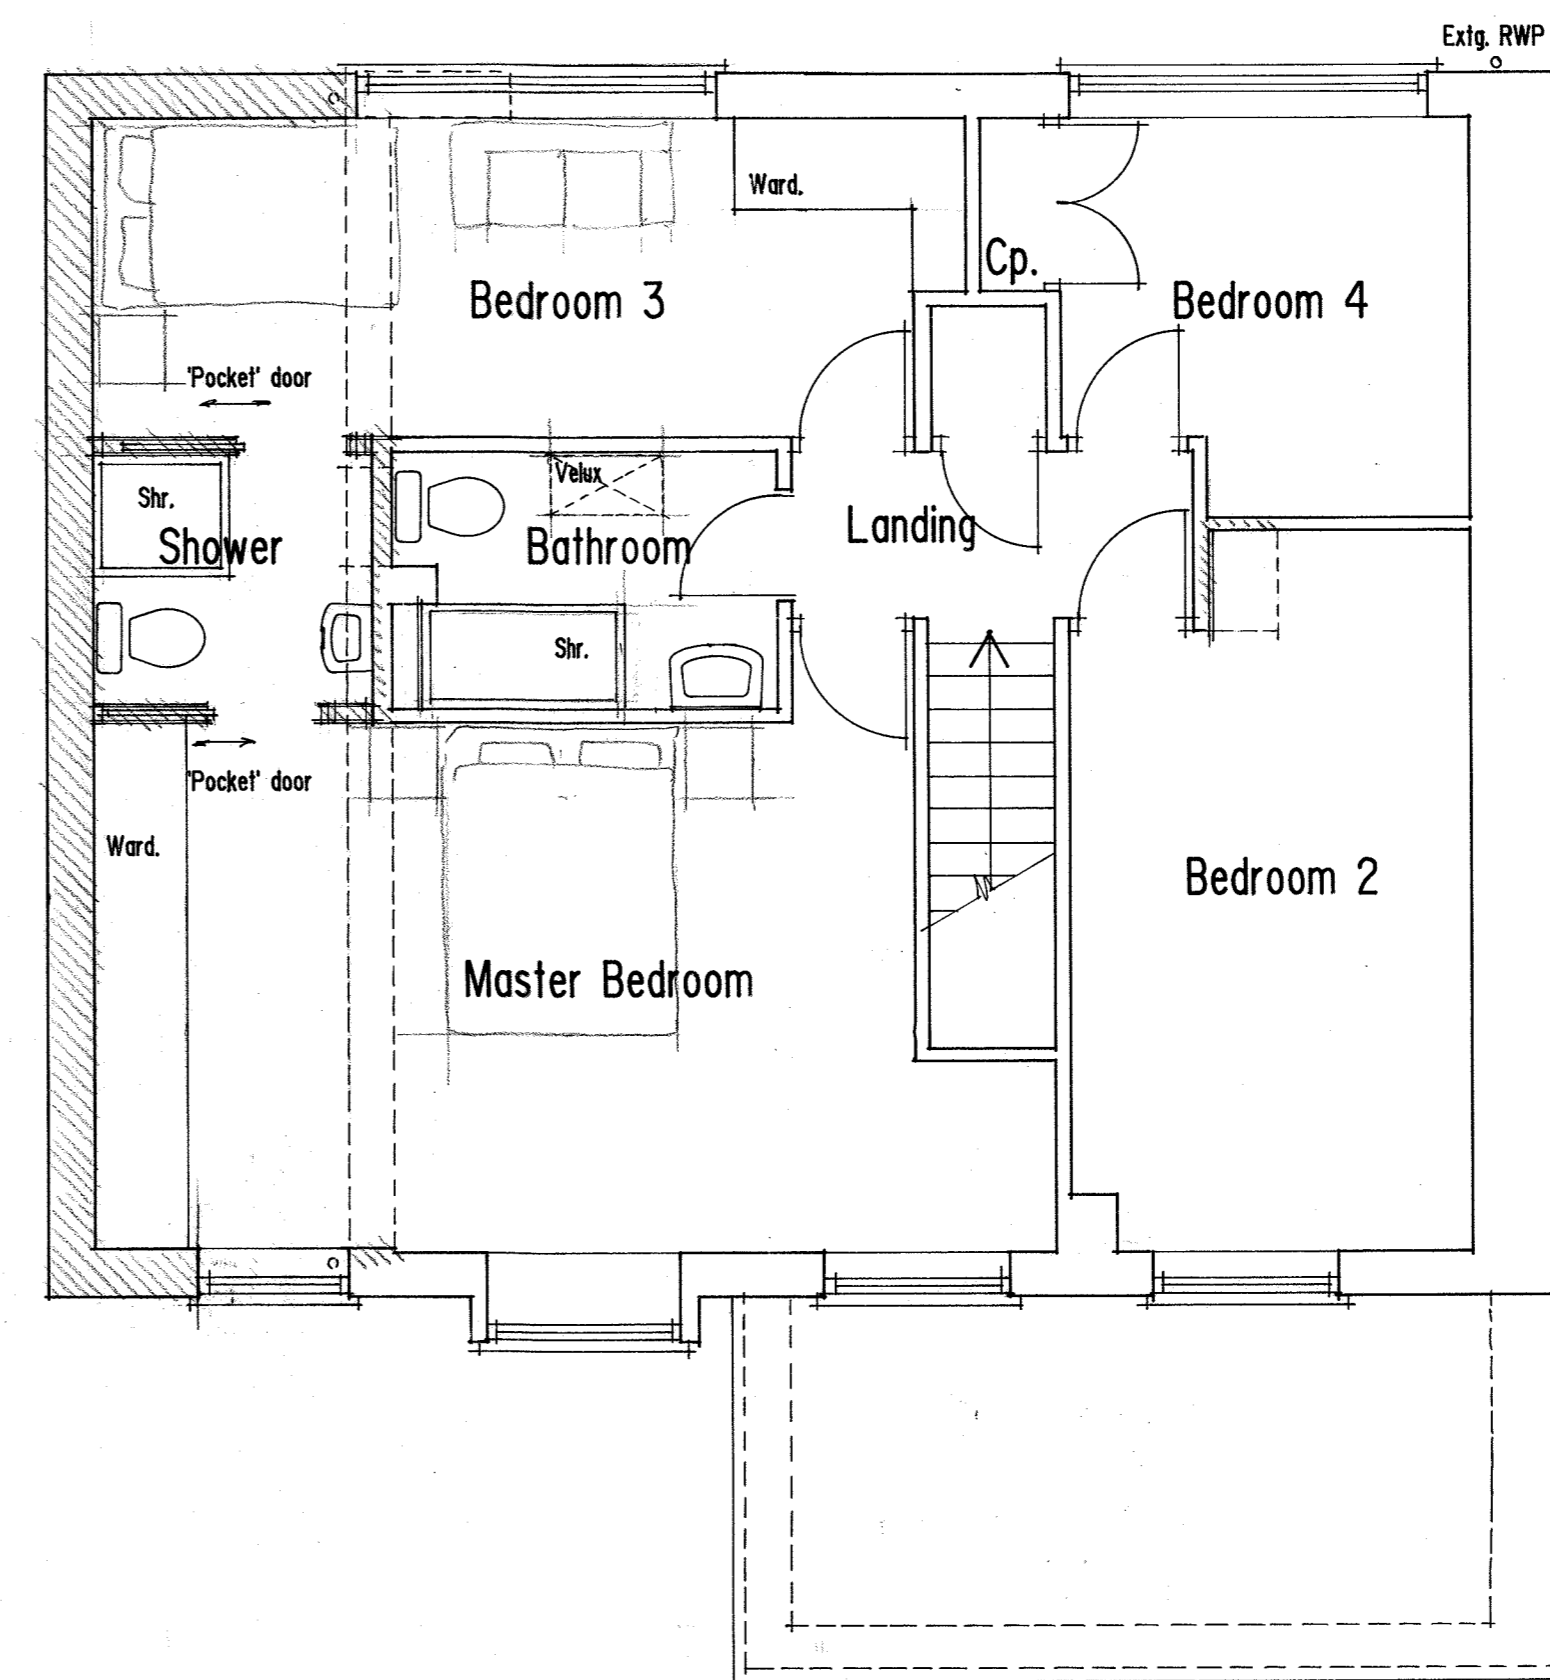 Extg. RWP
Ward.
Cp.
Bedroom 3
Bedroom 4
'Pocket' door
Velux
Shr.
Shower
Bathroom
Landing
Shr.
'Pocket' door
Ward.
Bedroom 2
Master Bedroom